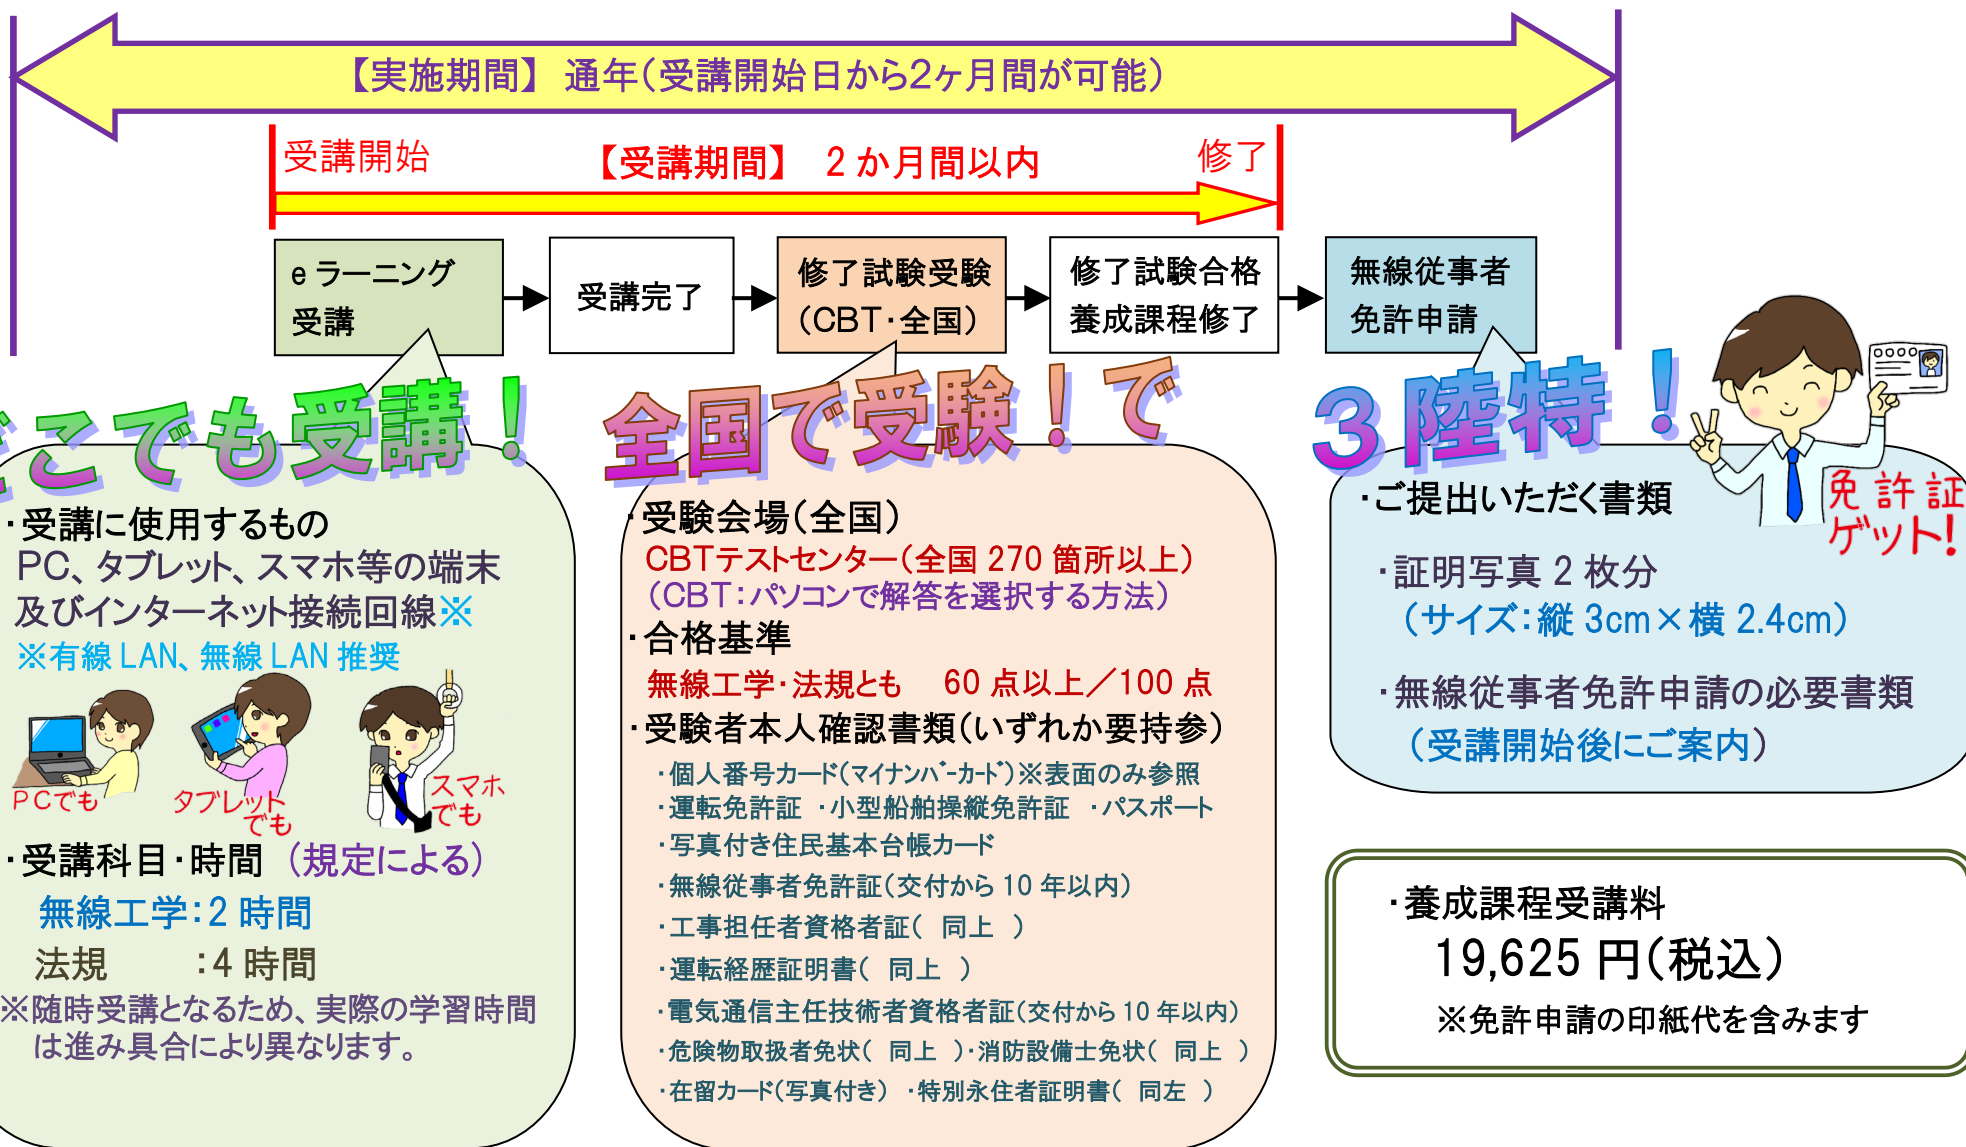 【実施期間】 通年（受講開始日から2ヶ月間が可能）
受講開始 【受講期間】 2か月間以内 修了
eラーニング
受講
受講完了
修了試験受験
（CBT・全国）
修了試験合格
養成課程修了
無線従事者
免許申請
どこでも受講！
・受講に使用するもの
PC、タブレット、スマホ等の端末
及びインターネット接続回線※
※有線LAN、無線LAN推奨
PCでも
タブレット
でも
スマホ
でも
・受講科目・時間 （規定による）
無線工学：2時間
法規 ：4時間
※随時受講となるため、実際の学習時間
は進み具合により異なります。
全国で受験！で
・受験会場（全国）
CBTテストセンター（全国270箇所以上）
（CBT：パソコンで解答を選択する方法）
・合格基準
無線工学・法規とも 60点以上／100点
・受験者本人確認書類（いずれか要持参）
・個人番号カード（マイナンバーカード）※表面のみ参照
・運転免許証 ・小型船舶操縦免許証 ・パスポート
・写真付き住民基本台帳カード
・無線従事者免許証（交付から10年以内）
・工事担任者資格者証（ 同上 ）
・運転経歴証明書（ 同上 ）
・電気通信主任技術者資格者証（交付から10年以内）
・危険物取扱者免状（ 同上 ）・消防設備士免状（ 同上 ）
・在留カード（写真付き） ・特別永住者証明書（ 同左 ）
3陸特！
免許証
ゲット!
・ご提出いただく書類
・証明写真2枚分
（サイズ：縦3cm×横2.4cm）
・無線従事者免許申請の必要書類
（受講開始後にご案内）
・養成課程受講料
19,625円（税込）
※免許申請の印紙代を含みます